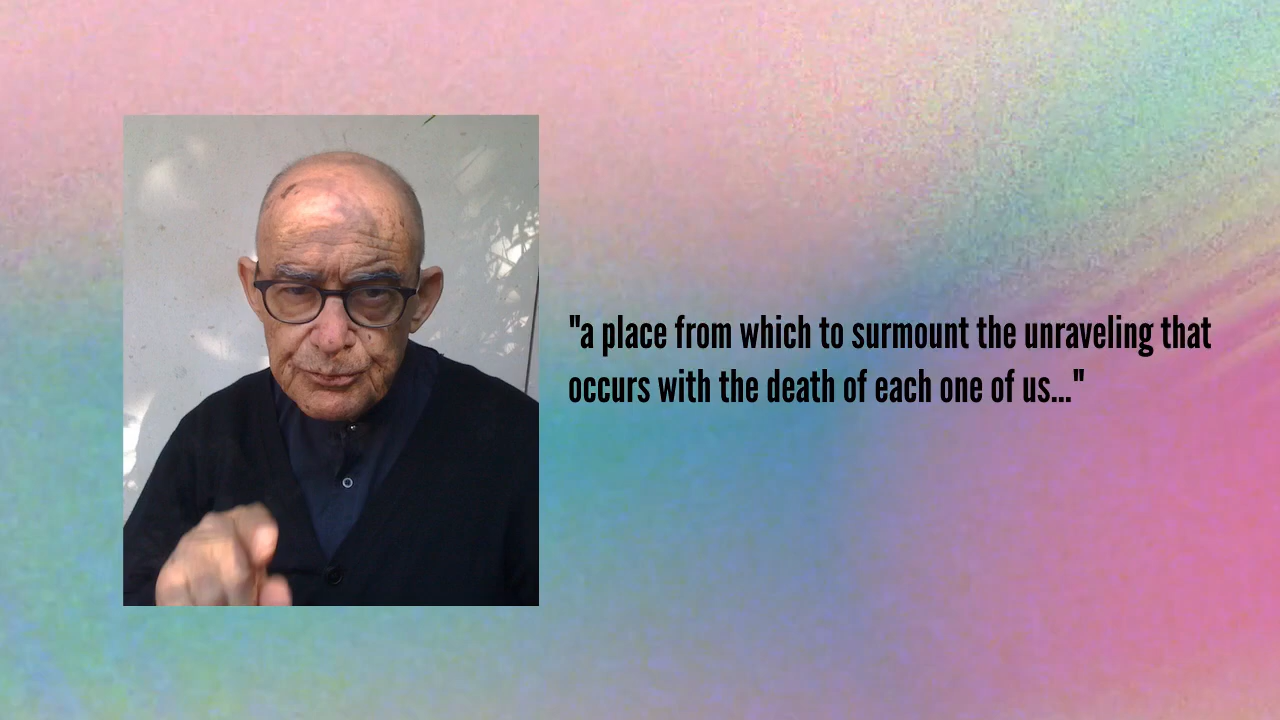 "a place from which to surmount the unraveling that
occurs with the death of each one of us..."